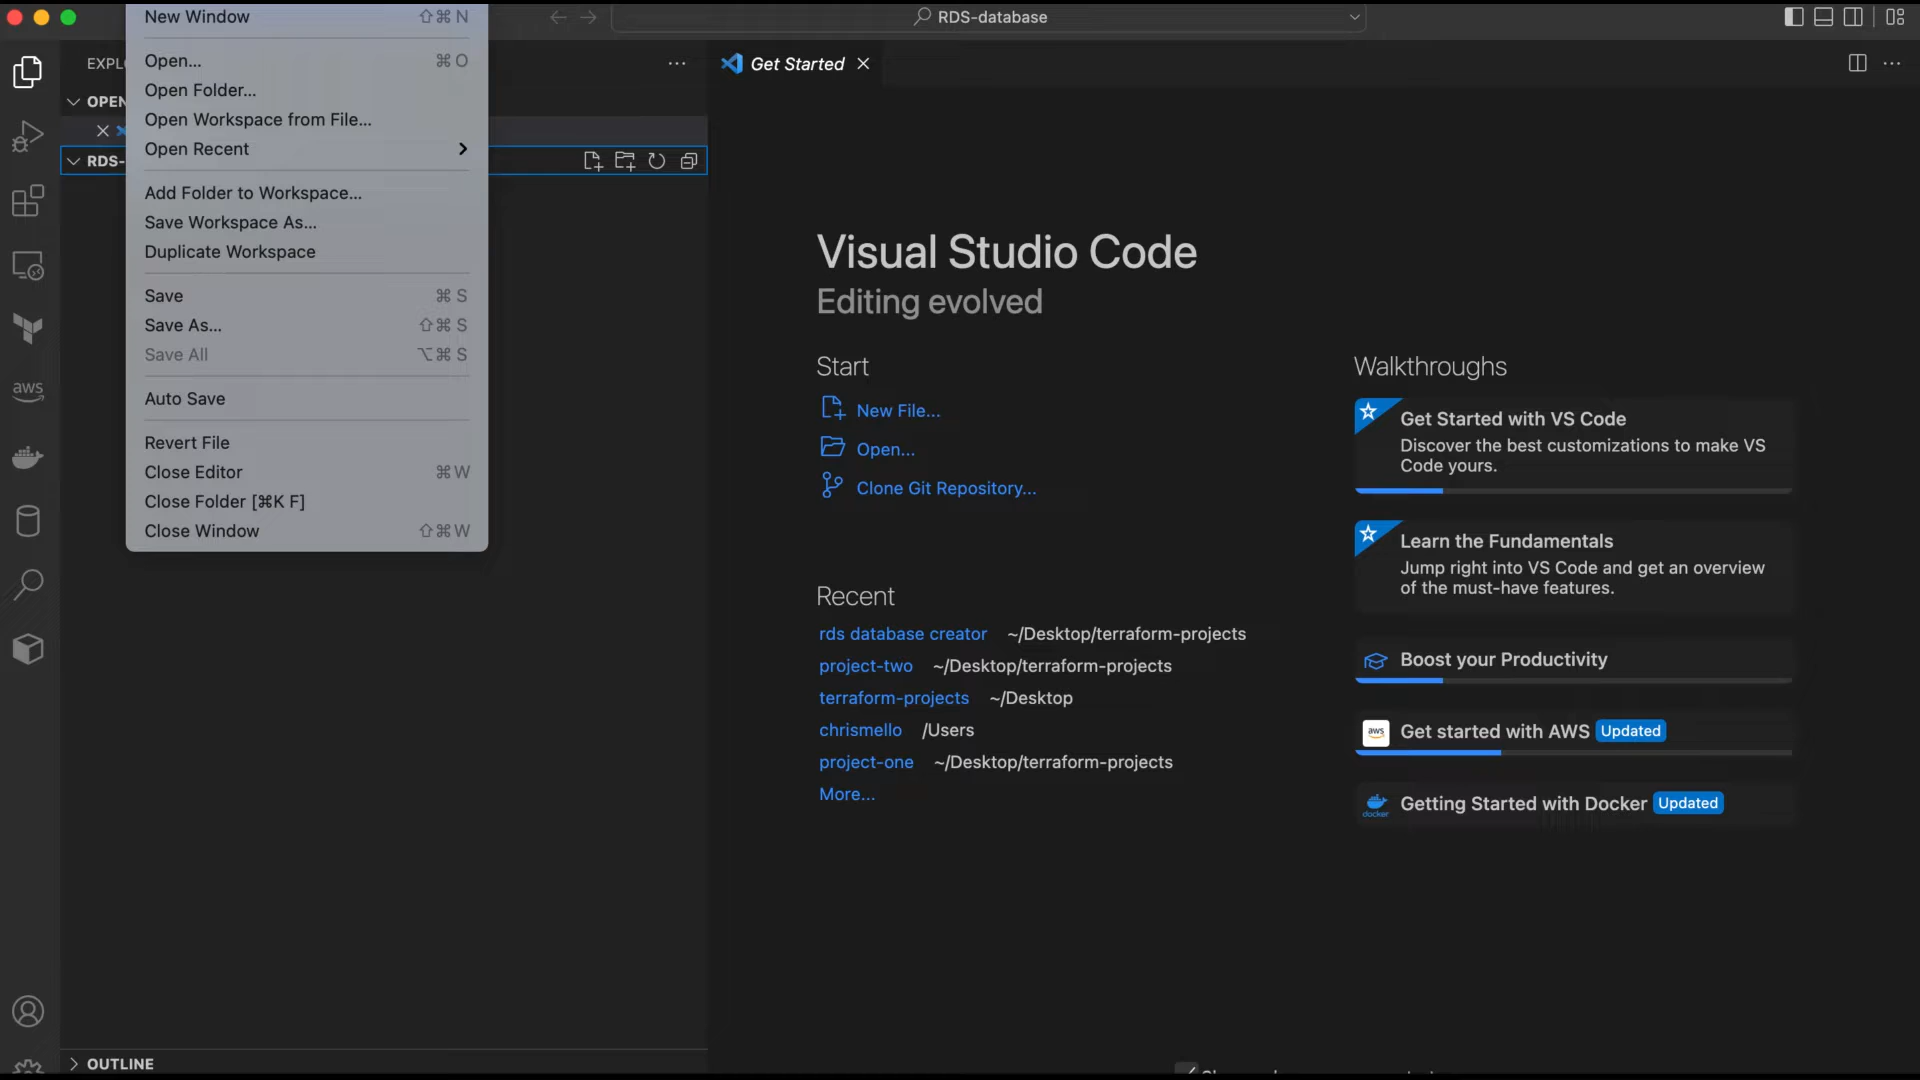 New Window ⇧⌘ N
RDS-database
Open... ⌘ O
Open Folder...
Open Workspace from File...
Open Recent
Add Folder to Workspace...
Save Workspace As...
Duplicate Workspace
Save ⌘ S
Save As... ⇧⌘ S
Save All ⌥⌘ S
Auto Save
Revert File
Close Editor ⌘W
Close Folder [⌘K F]
Close Window ⇧⌘W
EXPL
OPEN
RDS-
aws
OUTLINE
Get Started
Visual Studio Code
Editing evolved
Start
New File...
Open...
Clone Git Repository...
Recent
rds database creator ~/Desktop/terraform-projects
project-two ~/Desktop/terraform-projects
terraform-projects ~/Desktop
chrismello /Users
project-one ~/Desktop/terraform-projects
More...
Walkthroughs
Get Started with VS Code
Discover the best customizations to make VS
Code yours.
Learn the Fundamentals
Jump right into VS Code and get an overview
of the must-have features.
Boost your Productivity
aws
Get started with AWS Updated
docker
Getting Started with Docker Updated